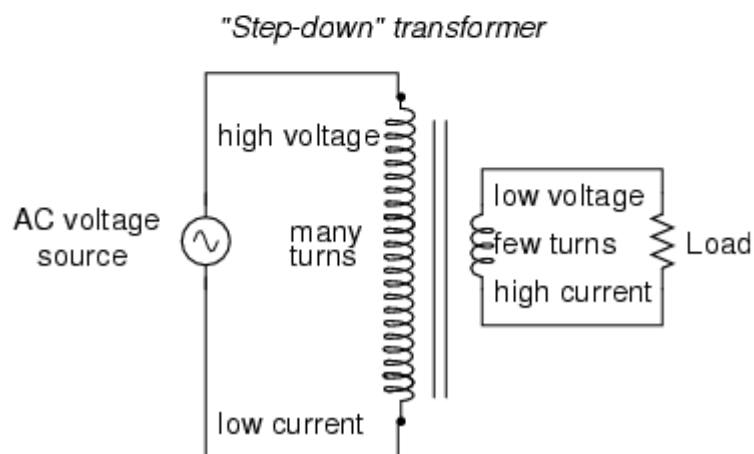 "Step-down" transformer
high voltage
AC voltage
source
many
turns
low current
low voltage
few turns
high current
Load